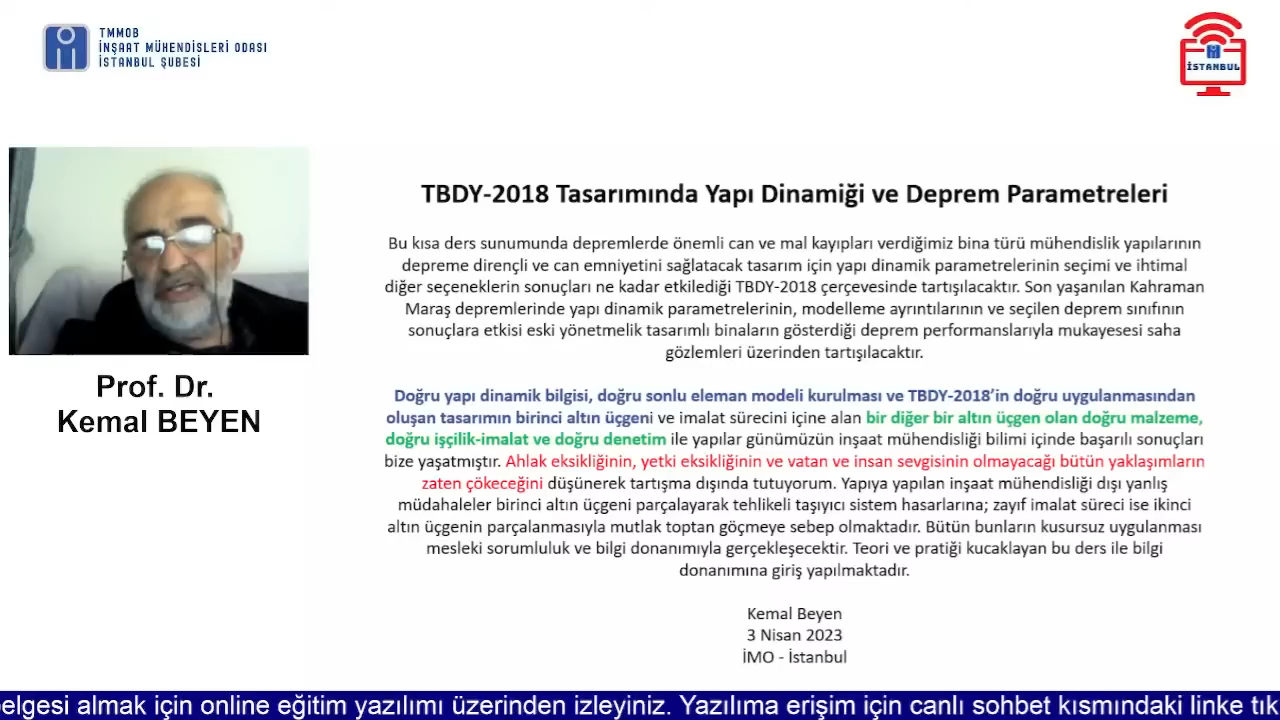 TMMOB
İNŞAAT MÜHENDİSLERİ ODASI
İSTANBUL ŞUBESİ
İSTANBUL
Prof. Dr.
Kemal BEYEN
TBDY-2018 Tasarımında Yapı Dinamiği ve Deprem Parametreleri
Bu kısa ders sunumunda depremlerde önemli can ve mal kayıpları verdiğimiz bina türü mühendislik yapılarının
depreme dirençli ve can emniyetini sağlatacak tasarım için yapı dinamik parametrelerinin seçimi ve ihtimal
diğer seçeneklerin sonuçları ne kadar etkilediği TBDY-2018 çerçevesinde tartışılacaktır. Son yaşanılan Kahraman
Maraş depremlerinde yapı dinamik parametrelerinin, modelleme ayrıntılarının ve seçilen deprem sınıfının
sonuçlara etkisi eski yönetmelik tasarımlı binaların gösterdiği deprem performanslarıyla mukayesesi saha
gözlemleri üzerinden tartışılacaktır.
Doğru yapı dinamik bilgisi, doğru sonlu eleman modeli kurulması ve TBDY-2018’in doğru uygulanmasından
oluşan tasarımın birinci altın üçgeni ve imalat sürecini içine alan bir diğer bir altın üçgen olan doğru malzeme,
doğru işçilik-imalat ve doğru denetim ile yapılar günümüzün inşaat mühendisliği bilimi içinde başarılı sonuçları
bize yaşatmıştır. Ahlak eksikliğinin, yetki eksikliğinin ve vatan ve insan sevgisinin olmayacağı bütün yaklaşımların
zaten çökeceğini düşünerek tartışma dışında tutuyorum. Yapıya yapılan inşaat mühendisliği dışı yanlış
müdahaleler birinci altın üçgeni parçalayarak tehlikeli taşıyıcı sistem hasarlarına; zayıf imalat süreci ise ikinci
altın üçgenin parçalanmasıyla mutlak toptan göçmeye sebep olmaktadır. Bütün bunların kusursuz uygulanması
mesleki sorumluluk ve bilgi donanımıyla gerçekleşecektir. Teori ve pratiği kucaklayan bu ders ile bilgi
donanımına giriş yapılmaktadır.
Kemal Beyen
3 Nisan 2023
İMO - İstanbul
elgesi almak için online eğitim yazılımı üzerinden izleyiniz. Yazılıma erişim için canlı sohbet kısmındaki linke tık